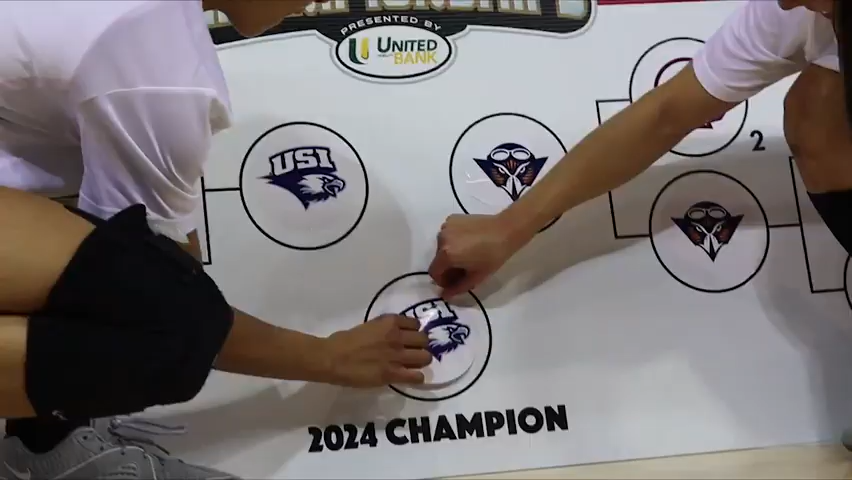 PRESENTED BY
UNITED
BANK
USI
2
USI
2024 CHAMPION